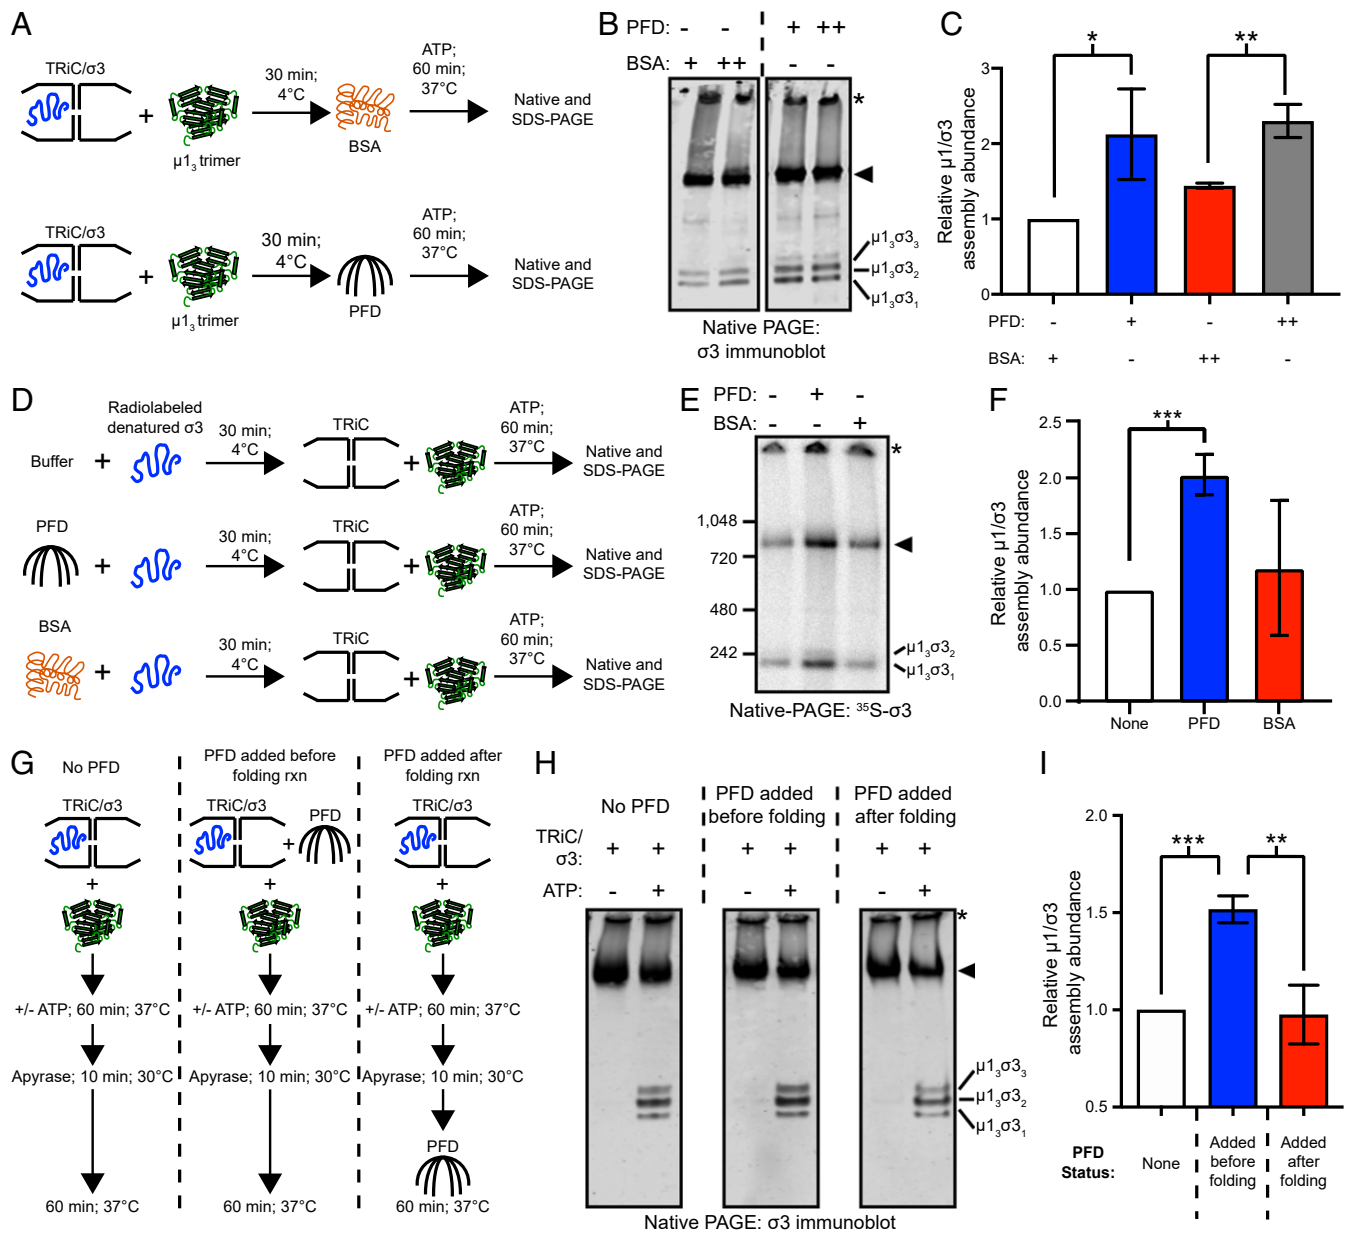 A
TRiC/σ3
+
μ1₃ trimer
30 min;
4°C
BSA
ATP;
60 min;
37°C
Native and
SDS-PAGE
TRiC/σ3
+
μ1₃ trimer
30 min;
4°C
PFD
ATP;
60 min;
37°C
Native and
SDS-PAGE
B
PFD: - - + ++
BSA: + ++ - -
*
μ1₃σ3₃
μ1₃σ3₂
μ1₃σ3₁
Native PAGE:
σ3 immunoblot
C
Relative μ1/σ3
assembly abundance
3
2
1
0
* **
PFD: - + - ++
BSA: + - ++ -
D
Buffer
+
Radiolabeled
denatured σ3
30 min;
4°C
TRiC
+
ATP;
60 min;
37°C
Native and
SDS-PAGE
PFD
+
30 min;
4°C
TRiC
+
ATP;
60 min;
37°C
Native and
SDS-PAGE
BSA
+
30 min;
4°C
TRiC
+
ATP;
60 min;
37°C
Native and
SDS-PAGE
E
PFD: - + -
BSA: - - +
*
1,048
720
480
242
μ1₃σ3₂
μ1₃σ3₁
Native-PAGE: ³⁵S-σ3
F
Relative μ1/σ3
assembly abundance
2.5
2.0
1.5
1.0
0.5
0.0
***
None PFD BSA
G
No PFD
TRiC/σ3
+
+/- ATP; 60 min; 37°C
Apyrase; 10 min; 30°C
60 min; 37°C
PFD added before
folding rxn
TRiC/σ3
+
PFD
+
+/- ATP; 60 min; 37°C
Apyrase; 10 min; 30°C
60 min; 37°C
PFD added after
folding rxn
TRiC/σ3
+
+/- ATP; 60 min; 37°C
Apyrase; 10 min; 30°C
PFD
60 min; 37°C
H
No PFD
PFD added
before folding
PFD added
after folding
TRiC/
σ3: + + + + + +
ATP: - + - + - +
*
μ1₃σ3₃
μ1₃σ3₂
μ1₃σ3₁
Native PAGE: σ3 immunoblot
I
Relative μ1/σ3
assembly abundance
2.0
1.5
1.0
0.5
*** **
PFD
Status:
None
Added
before
folding
Added
after
folding